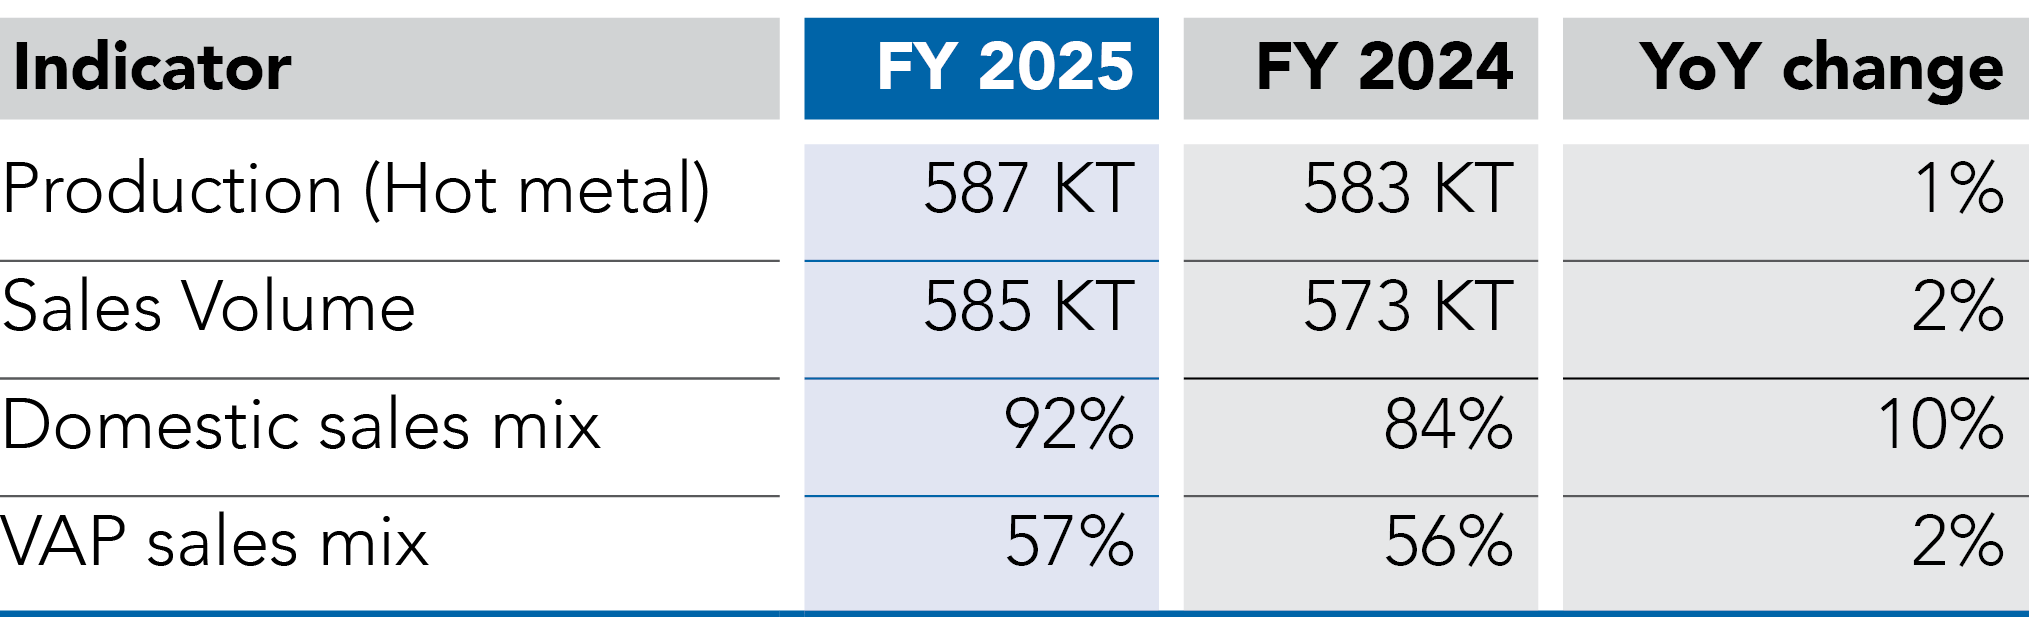 Indicator FY 2025 FY 2024 YoY change
Production (Hot metal) 587 KT 583 KT 1%
Sales Volume 585 KT 573 KT 2%
Domestic sales mix 92% 84% 10%
VAP sales mix 57% 56% 2%